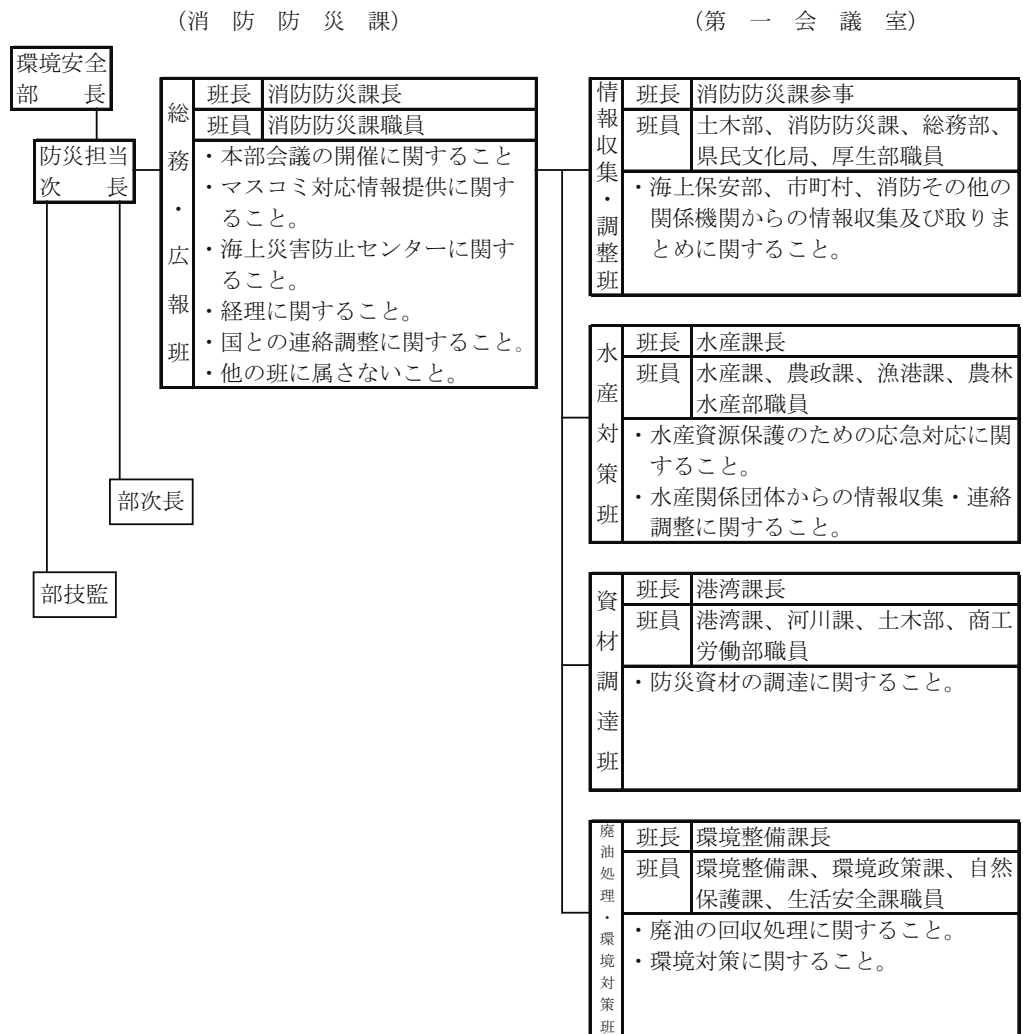 (消 防 防 災 課)
(第 一 会 議 室)
環境安全
部 長
防災担当
次 長
部次長
部技監
総務・広報班
班長 消防防災課長
班員 消防防災課職員
・本部会議の開催に関すること
・マスコミ対応情報提供に関す
ること。
・海上災害防止センターに関す
ること。
・経理に関すること。
・国との連絡調整に関すること。
・他の班に属さないこと。
情報収集・調整班
班長 消防防災課参事
班員 土木部、消防防災課、総務部、
県民文化局、厚生部職員
・海上保安部、市町村、消防その他の
関係機関からの情報収集及び取りま
とめに関すること。
水産対策班
班長 水産課長
班員 水産課、農政課、漁港課、農林
水産部職員
・水産資源保護のための応急対応に関
すること。
・水産関係団体からの情報収集・連絡
調整に関すること。
資材調達班
班長 港湾課長
班員 港湾課、河川課、土木部、商工
労働部職員
・防災資材の調達に関すること。
廃油処理・環境対策班
班長 環境整備課長
班員 環境整備課、環境政策課、自然
保護課、生活安全課職員
・廃油の回収処理に関すること。
・環境対策に関すること。